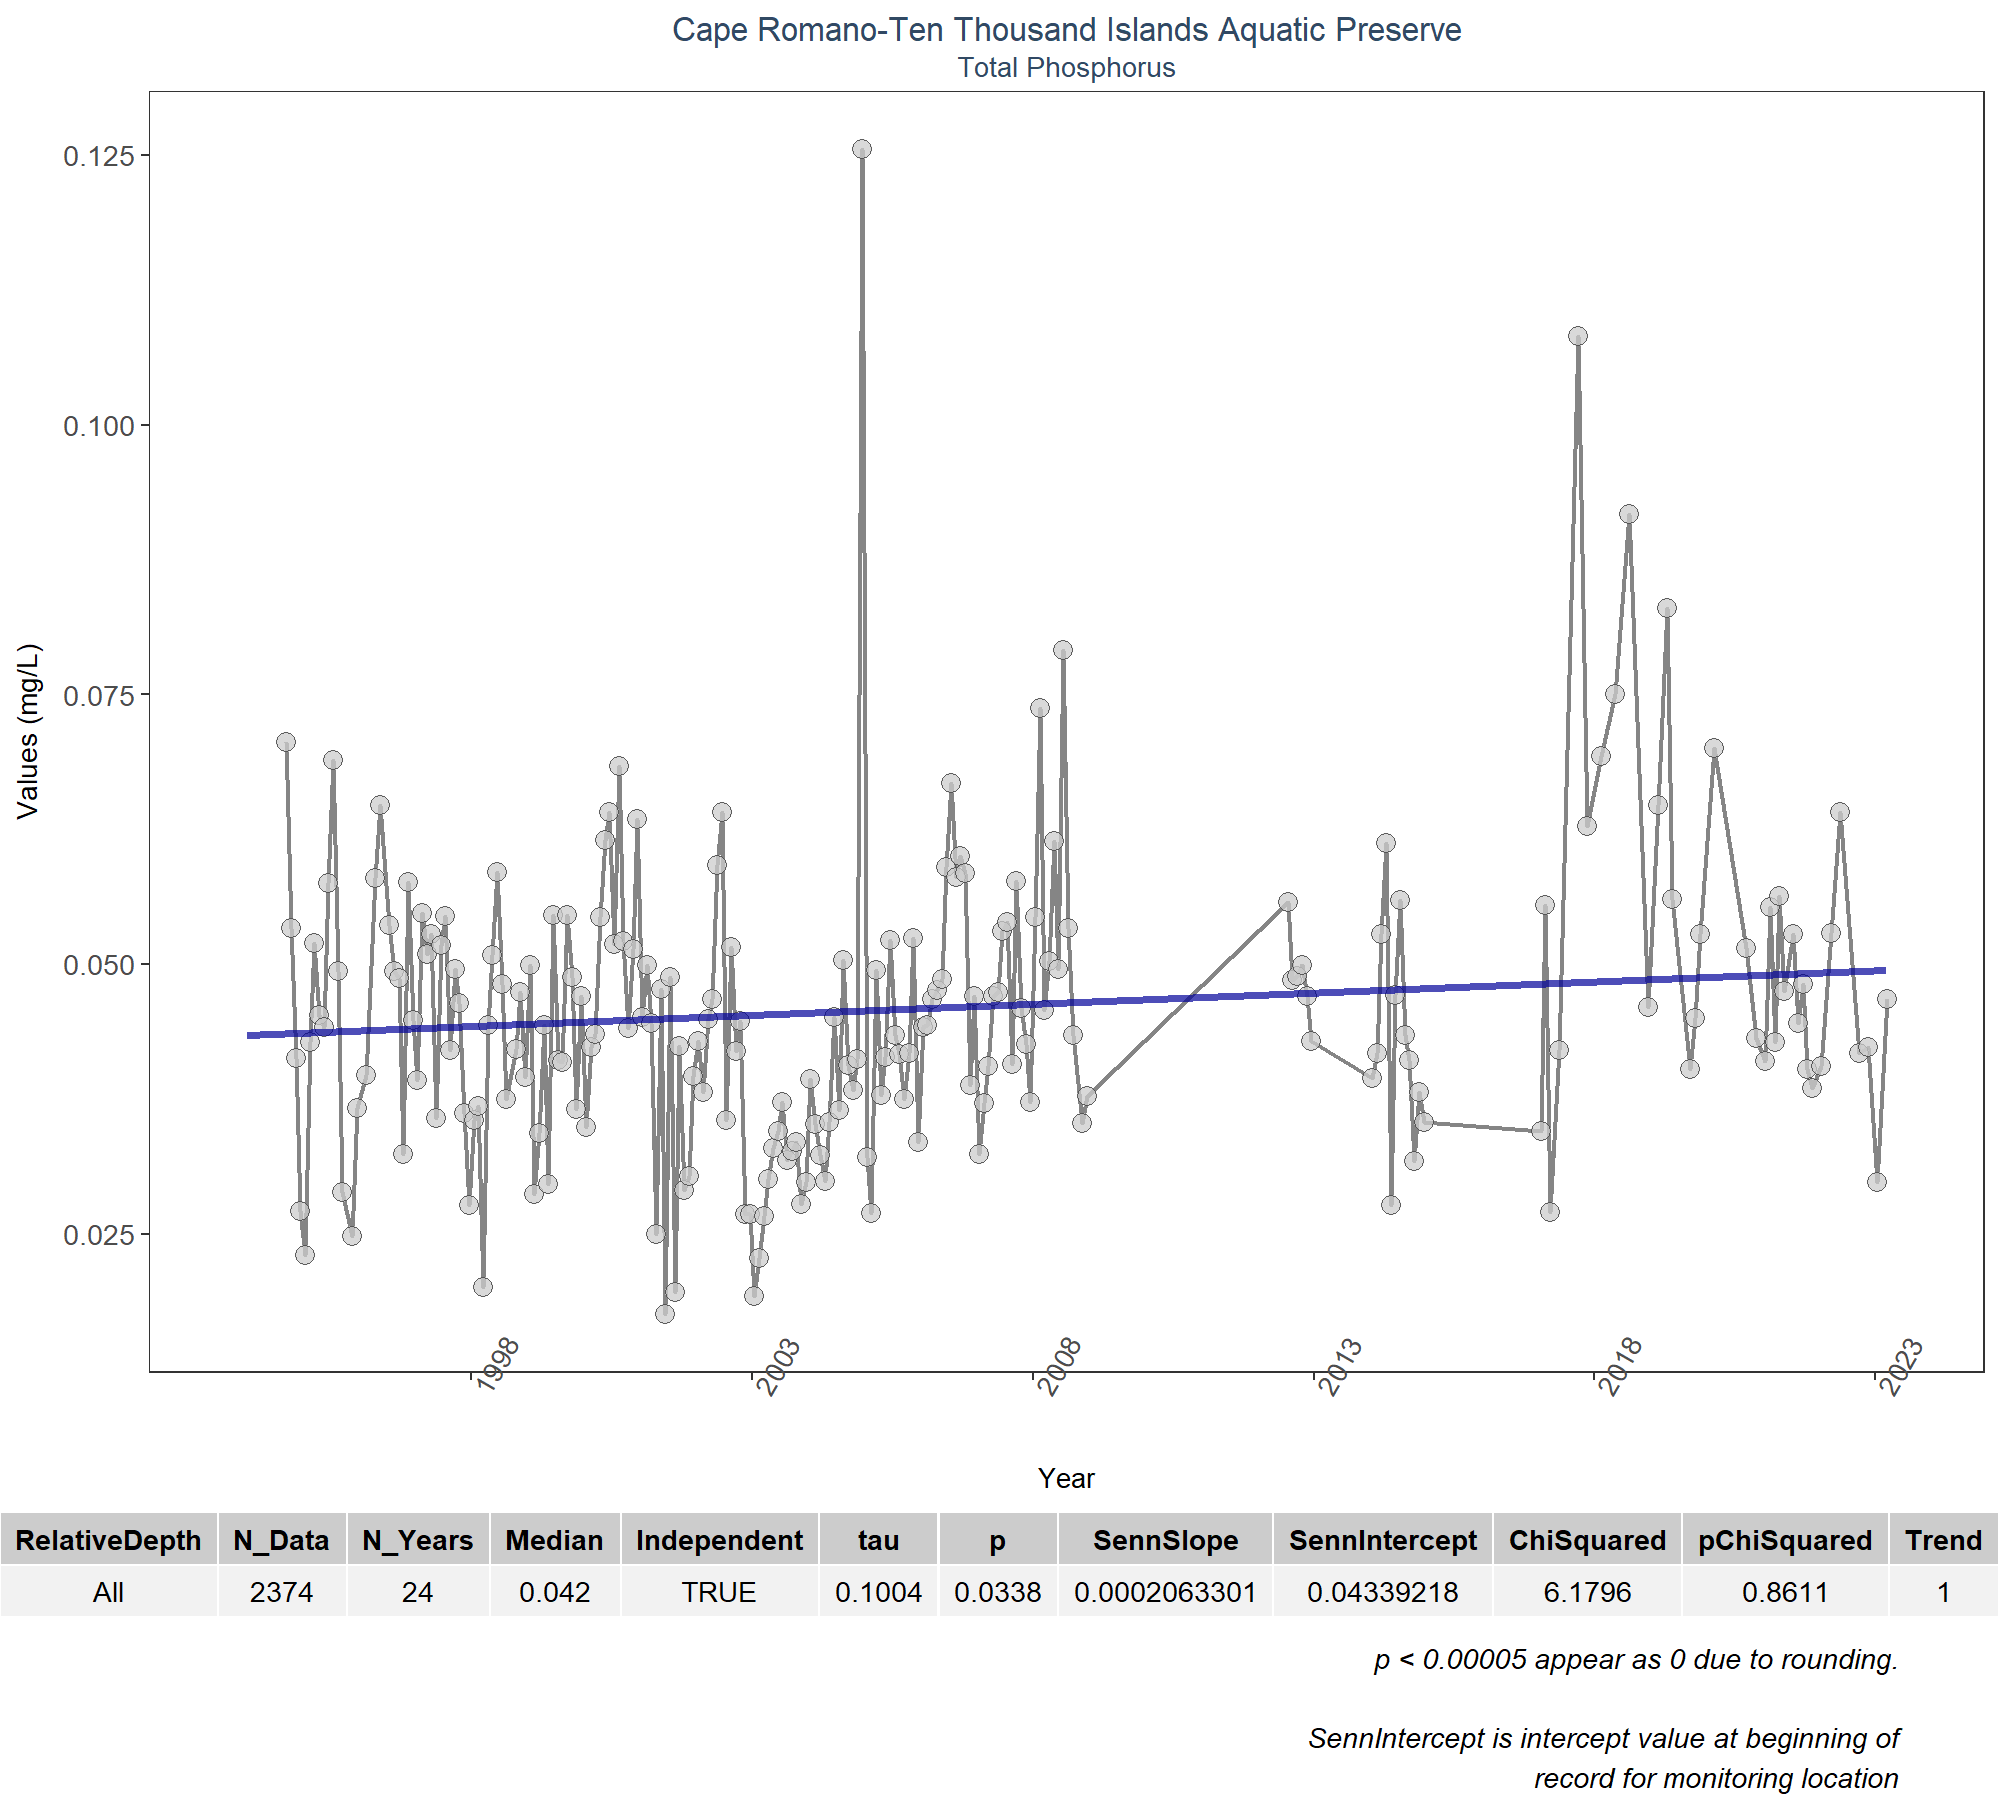 Cape Romano-Ten Thousand Islands Aquatic Preserve
Total Phosphorus
0.125
0.100
0.075
0.050
0.025
Values (mg/L)
1998
2003
2008
2013
2018
2023
Year
RelativeDepth N_Data N_Years Median Independent tau p SennSlope SennIntercept ChiSquared pChiSquared Trend
All 2374 24 0.042 TRUE 0.1004 0.0338 0.0002063301 0.04339218 6.1796 0.8611 1
p < 0.00005 appear as 0 due to rounding.
SennIntercept is intercept value at beginning of
record for monitoring location